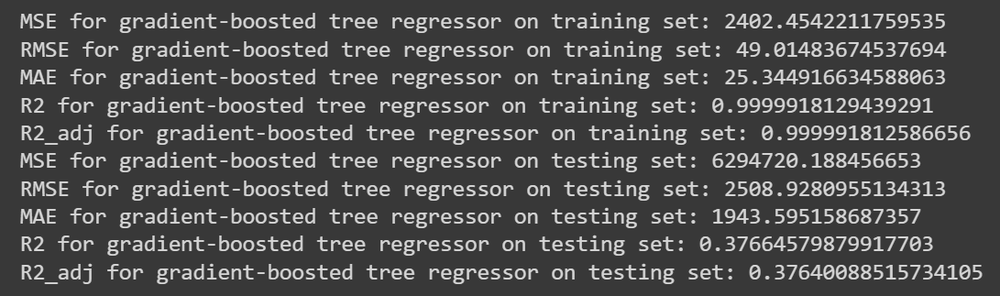 MSE for gradient-boosted tree regressor on training set: 2402.4542211759535
RMSE for gradient-boosted tree regressor on training set: 49.01483674537694
MAE for gradient-boosted tree regressor on training set: 25.344916634588063
R2 for gradient-boosted tree regressor on training set: 0.9999918129439291
R2_adj for gradient-boosted tree regressor on training set: 0.999991812586656
MSE for gradient-boosted tree regressor on testing set: 6294720.188456653
RMSE for gradient-boosted tree regressor on testing set: 2508.9280955134313
MAE for gradient-boosted tree regressor on testing set: 1943.595158687357
R2 for gradient-boosted tree regressor on testing set: 0.37664579879917703
R2_adj for gradient-boosted tree regressor on testing set: 0.37640088515734105